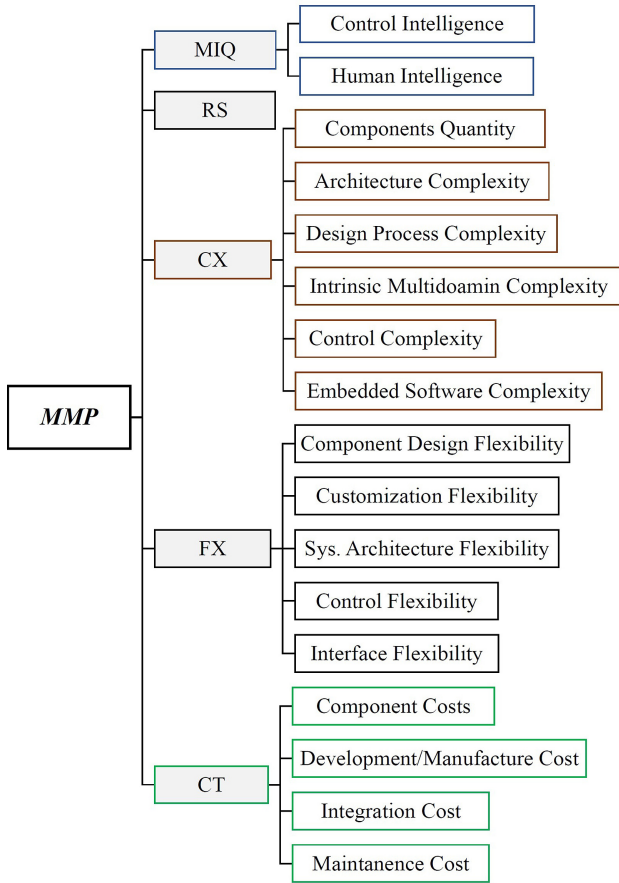 MMP
MIQ
Control Intelligence
Human Intelligence
RS
CX
Components Quantity
Architecture Complexity
Design Process Complexity
Intrinsic Multidoamin Complexity
Control Complexity
Embedded Software Complexity
FX
Component Design Flexibility
Customization Flexibility
Sys. Architecture Flexibility
Control Flexibility
Interface Flexibility
CT
Component Costs
Development/Manufacture Cost
Integration Cost
Maintanence Cost